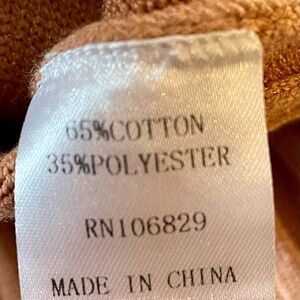 65%COTTON
35%POLYESTER
RN106829
MADE IN CHINA